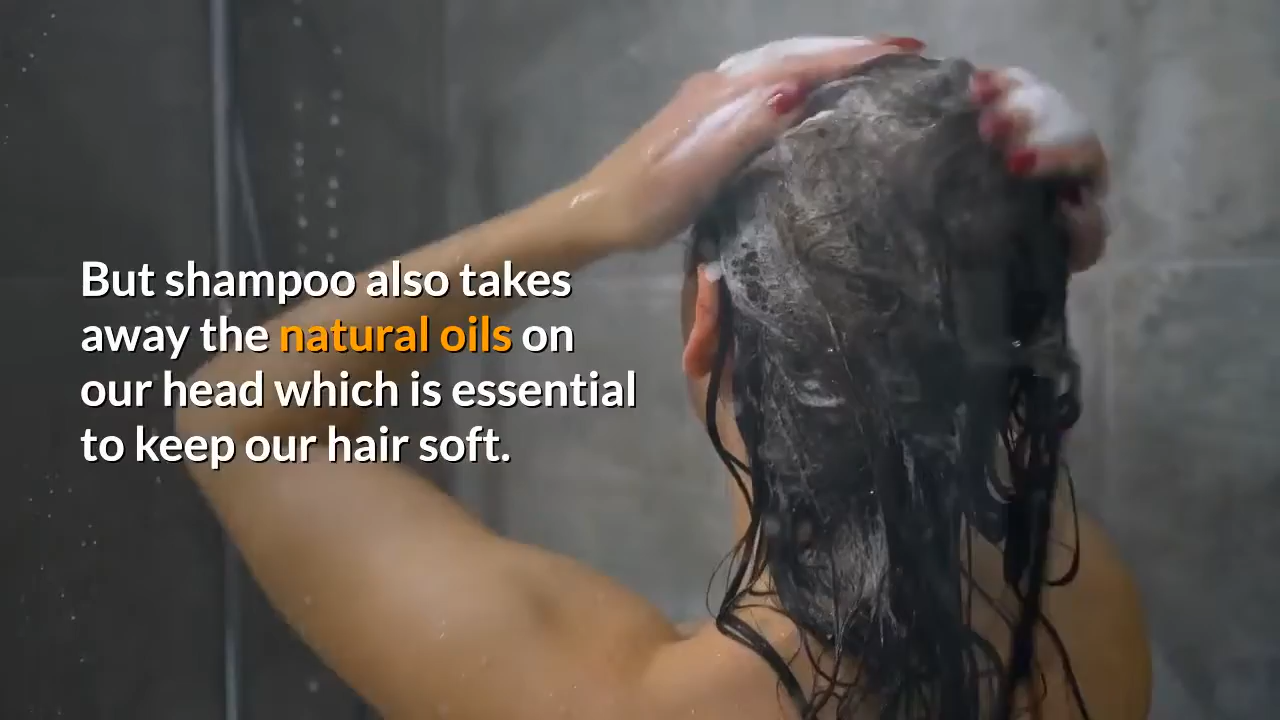 But shampoo also takes
away the natural oils on
our head which is essential
to keep our hair soft.